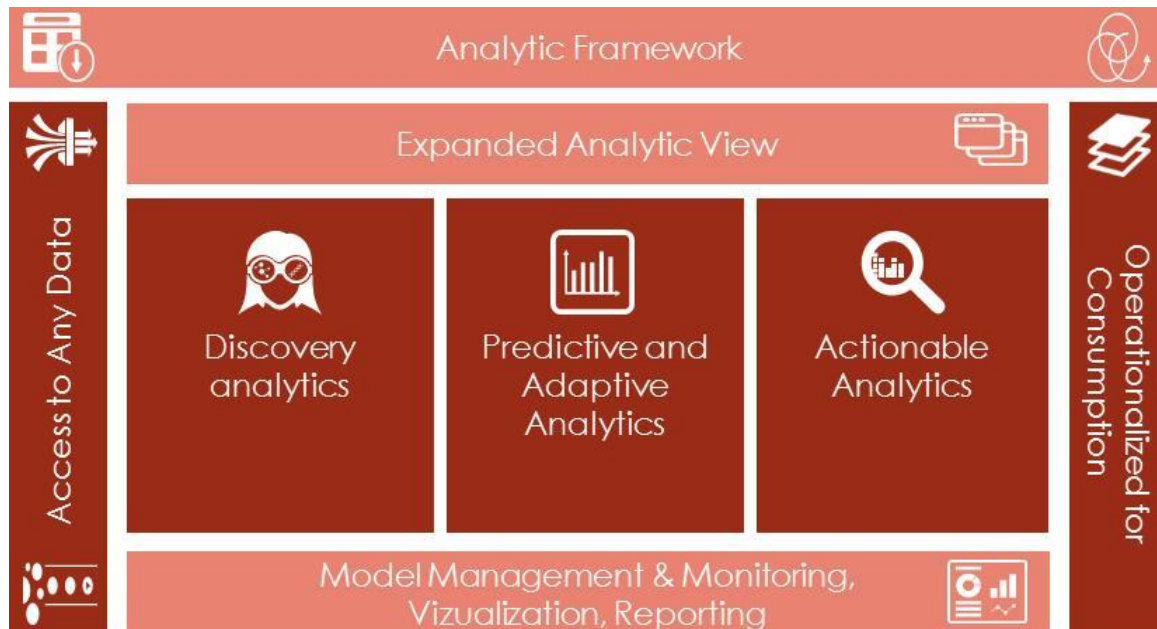 Analytic Framework
Expanded Analytic View
Access to Any Data
Discovery
analytics
Predictive and
Adaptive
Analytics
Actionable
Analytics
Operationalized for
Consumption
Model Management & Monitoring,
Vizualization, Reporting